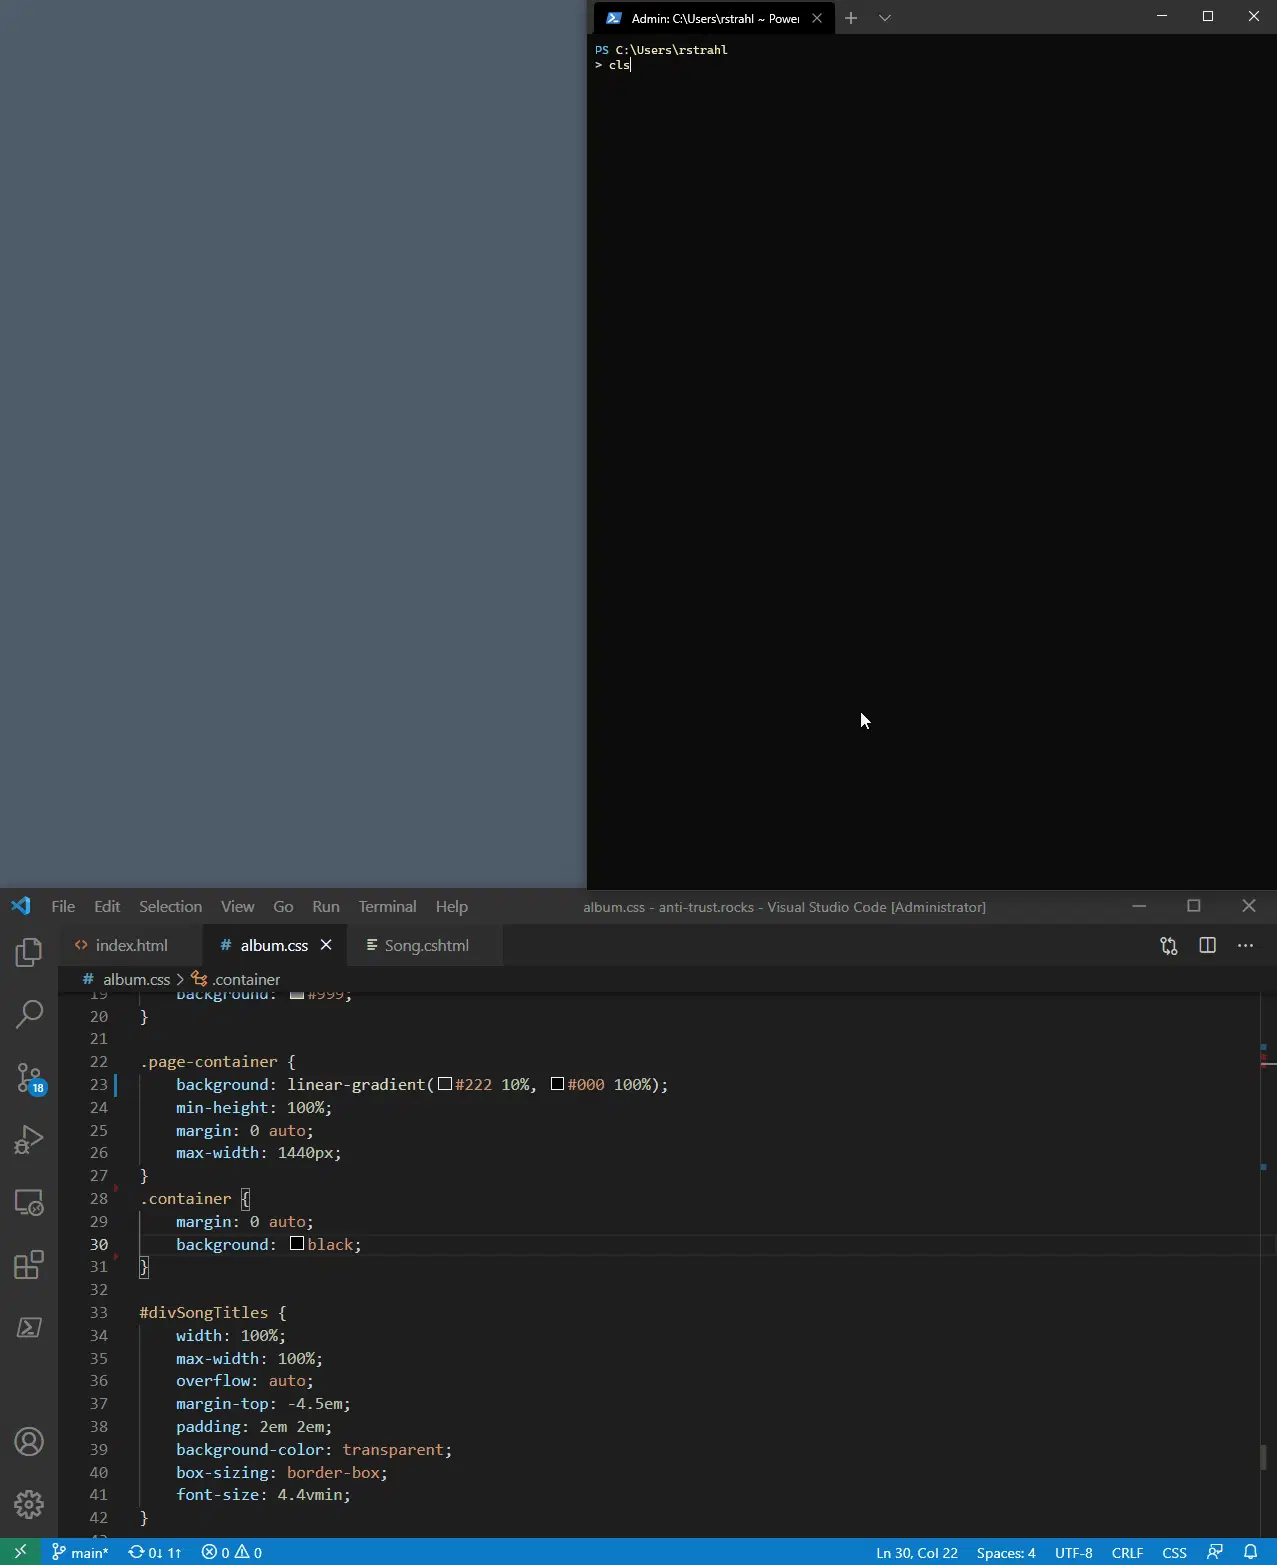 Admin: C:\Users\rstrahl ~ Power
PS C:\Users\rstrahl
> cls
File Edit Selection View Go Run Terminal Help
album.css - anti-trust.rocks - Visual Studio Code [Administrator]
<> index.html
# album.css
Song.cshtml
# album.css > .container
19 background: #999;
20 }
21
22 .page-container {
23 background: linear-gradient(#222 10%, #000 100%);
24 min-height: 100%;
25 margin: 0 auto;
26 max-width: 1440px;
27 }
28 .container {
29 margin: 0 auto;
30 background: black;
31 }
32
33 #divSongTitles {
34 width: 100%;
35 max-width: 100%;
36 overflow: auto;
37 margin-top: -4.5em;
38 padding: 2em 2em;
39 background-color: transparent;
40 box-sizing: border-box;
41 font-size: 4.4vmin;
42 }
18
main* 0↓ 1↑ 0 0 Ln 30, Col 22 Spaces: 4 UTF-8 CRLF CSS